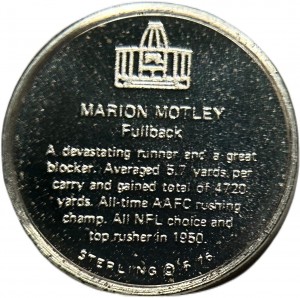 MARION MOTLEY
Fullback
A devastating runner and a great
blocker. Averaged 5.7 yards per
carry and gained total of 4720
yards. All-time AAFC rushing
champ. All NFL choice and
top rusher in 1950.
STERLING